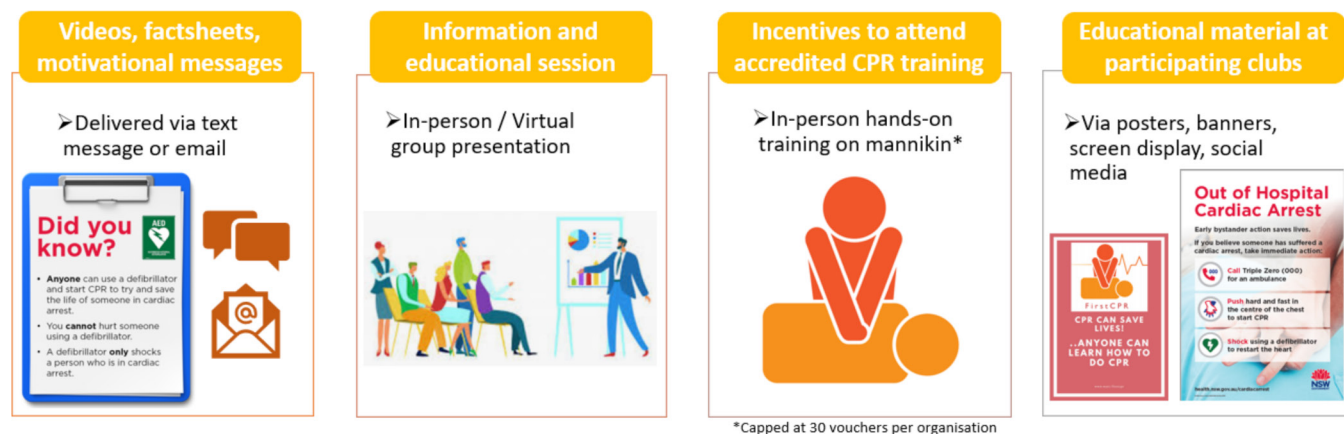 Videos, factsheets,
motivational messages
➢Delivered via text
message or email
Did you
know?
AED
• Anyone can use a defibrillator
and start CPR to try and save
the life of someone in cardiac
arrest.
• You cannot hurt someone
using a defibrillator.
• A defibrillator only shocks
a person who is in cardiac
arrest.
@
Information and
educational session
➢In-person / Virtual
group presentation
Incentives to attend
accredited CPR training
➢In-person hands-on
training on mannikin*
*Capped at 30 vouchers per organisation
Educational material at
participating clubs
➢Via posters, banners,
screen display, social
media
FirstCPR
CPR CAN SAVE
LIVES!
..ANYONE CAN
LEARN HOW TO
DO CPR
Out of Hospital
Cardiac Arrest
Early bystander action saves lives.
If you believe someone has suffered a
cardiac arrest, take immediate action:
Call Triple Zero (000)
for an ambulance
Push hard and fast in
the centre of the chest
to start CPR
Shock using a defibrillator
to restart the heart
NSW